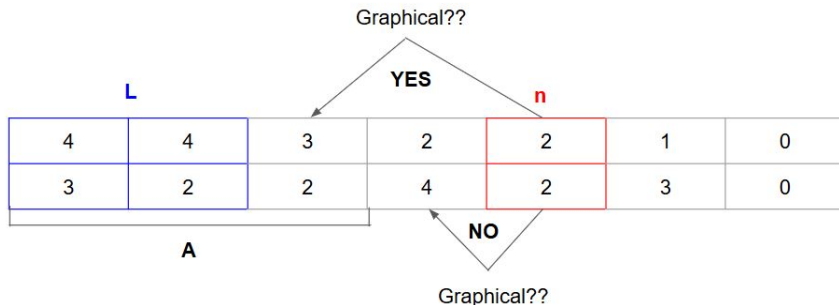 Graphical??
YES
L
n
4 4 3 2 2 1 0
3 2 2 4 2 3 0
NO
A
Graphical??